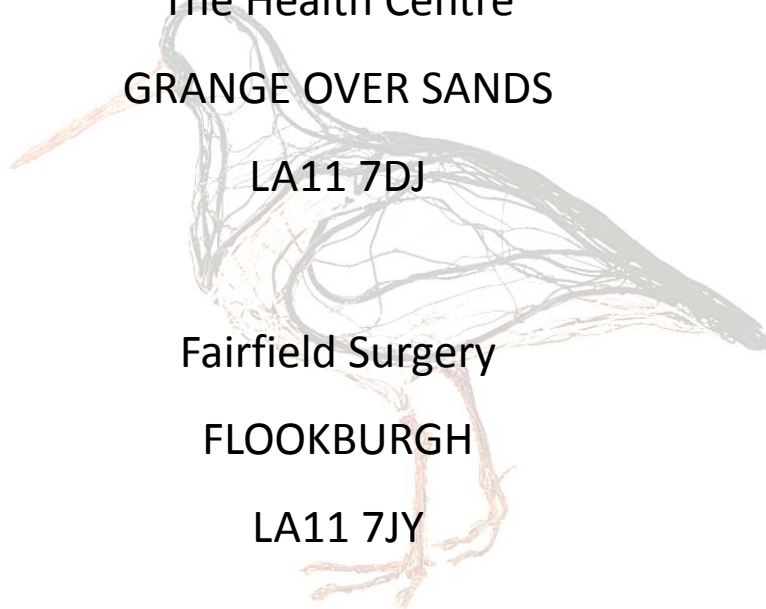 The Health Centre
GRANGE OVER SANDS
LA11 7DJ
Fairfield Surgery
FLOOKBURGH
LA11 7JY